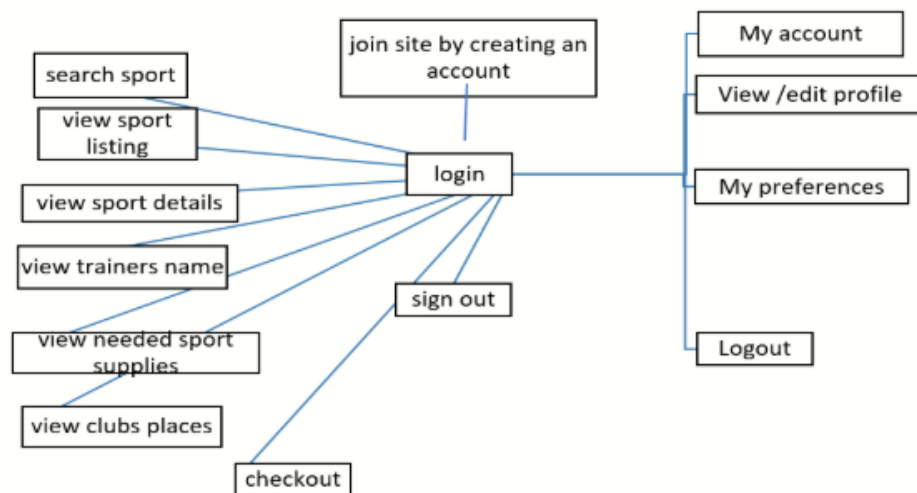 join site by creating an
account
search sport
view sport
listing
view sport details
view trainers name
view needed sport
supplies
view clubs places
login
sign out
checkout
My account
View /edit profile
My preferences
Logout